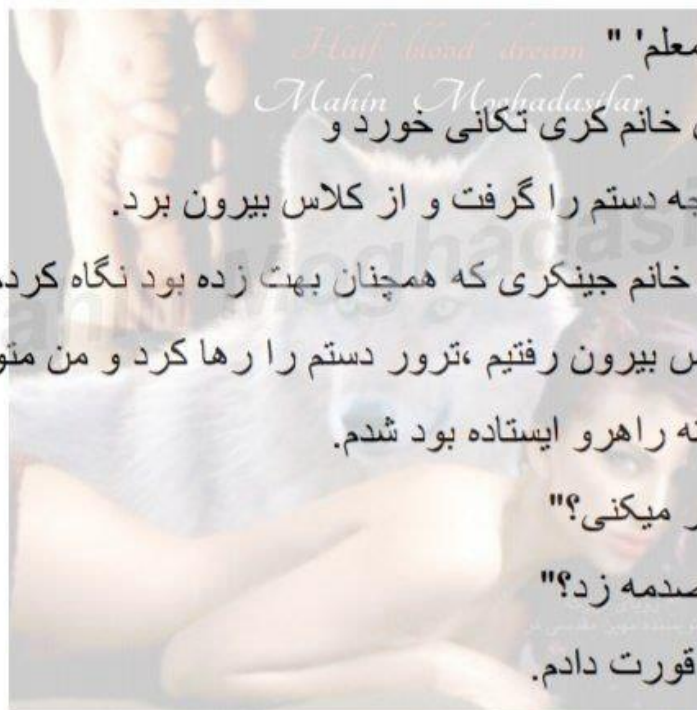 Half blood dream
Mahin Moghadasifar
معلم' "
خانم کری تکانی خورد و
دستم را گرفت و از کلاس بیرون برد.
خانم جینکری که همچنان بهت زده بود نگاه کرد
بیرون رفتیم ،ترور دستم را رها کرد و من
راهرو ایستاده بود شدم.
میکنی؟"
صدمه زد؟"
قورت دادم.